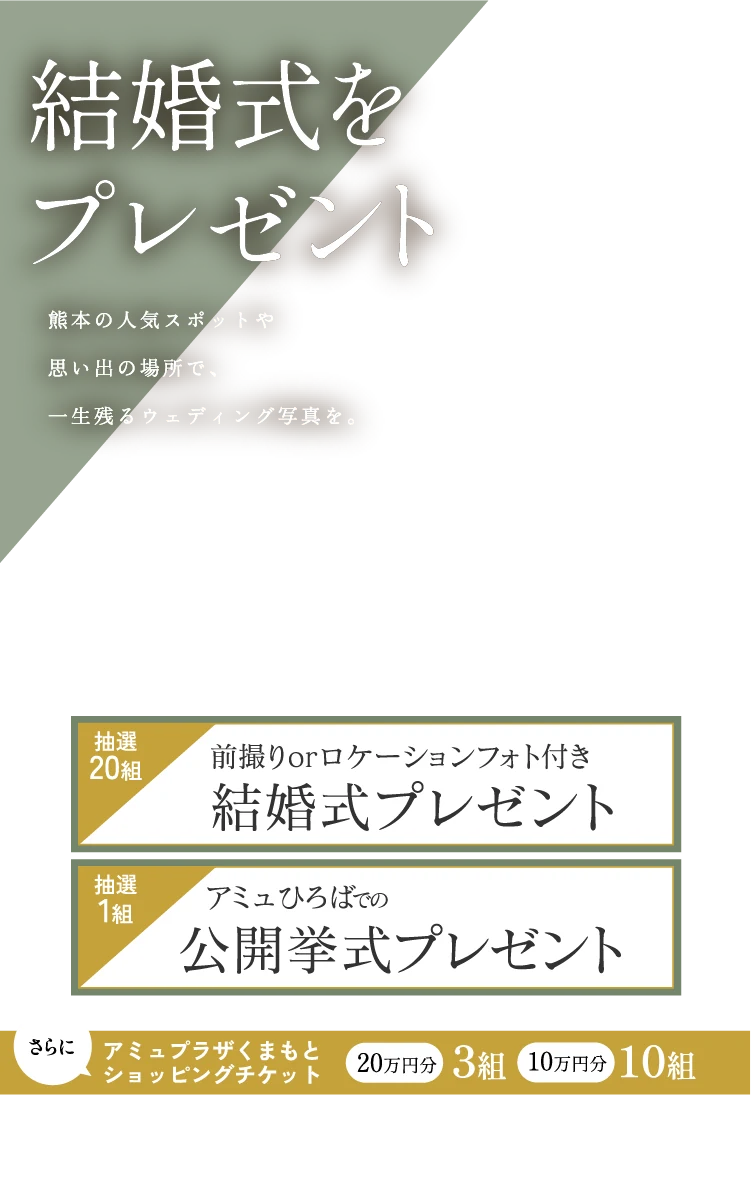 結婚式を
プレゼント
熊本の人気スポットや
思い出の場所で、
一生残るウェディング写真を。
抽選
20組
前撮りorロケーションフォト付き
結婚式プレゼント
抽選
1組
アミュひろばでの
公開挙式プレゼント
さらに
アミュプラザくまもと
ショッピングチケット
20万円分 3組 10万円分 10組